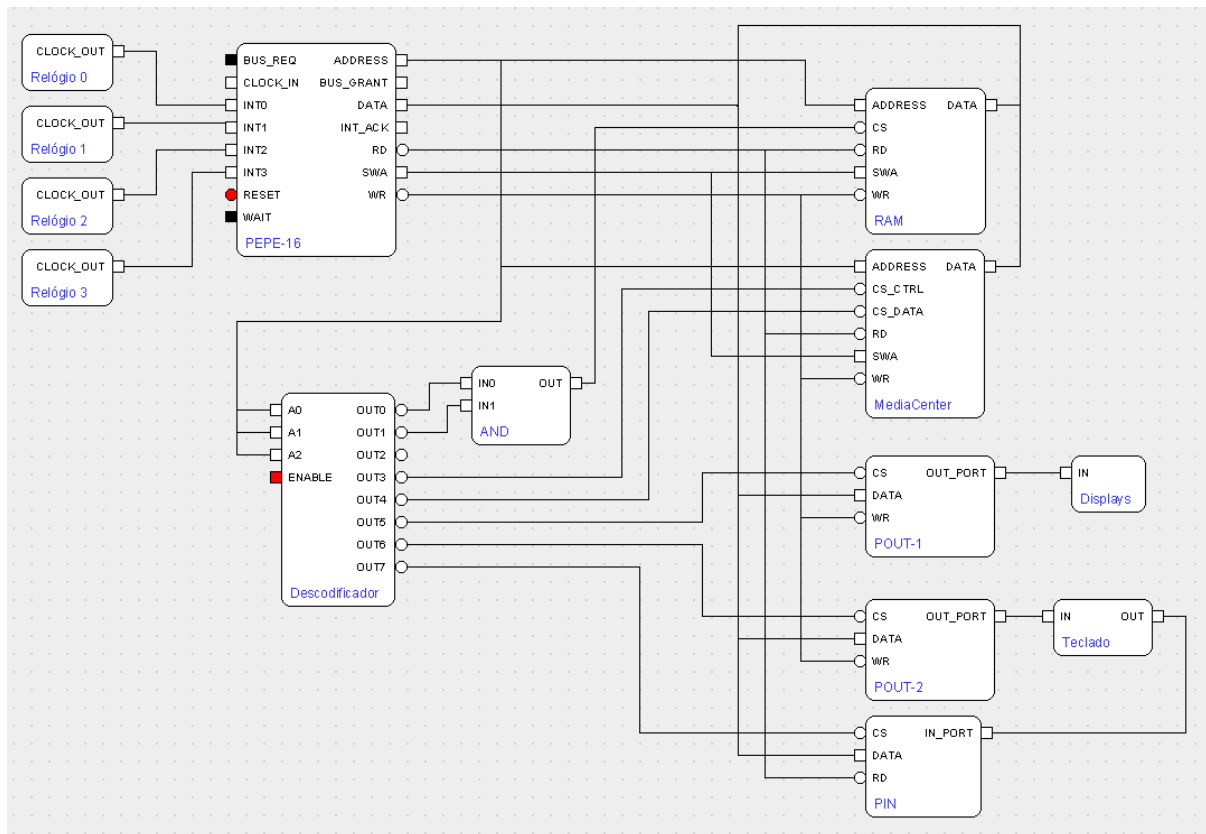 CLOCK_OUT
Relógio 0
CLOCK_OUT
Relógio 1
CLOCK_OUT
Relógio 2
CLOCK_OUT
Relógio 3
BUS_REQ ADDRESS
CLOCK_IN BUS_GRANT
INT0 DATA
INT1 INT_ACK
INT2 RD
INT3 SWA
RESET WR
WAIT
PEPE-16
ADDRESS DATA
CS
RD
SWA
WR
RAM
ADDRESS DATA
CS_CTRL
CS_DATA
RD
SWA
WR
MediaCenter
IN0 OUT
IN1
AND
A0 OUT0
A1 OUT1
A2 OUT2
ENABLE OUT3
OUT4
OUT5
OUT6
OUT7
Descodificador
CS OUT_PORT
DATA
WR
POUT-1
IN
Displays
CS OUT_PORT
DATA
WR
POUT-2
IN OUT
Teclado
CS IN_PORT
DATA
RD
PIN